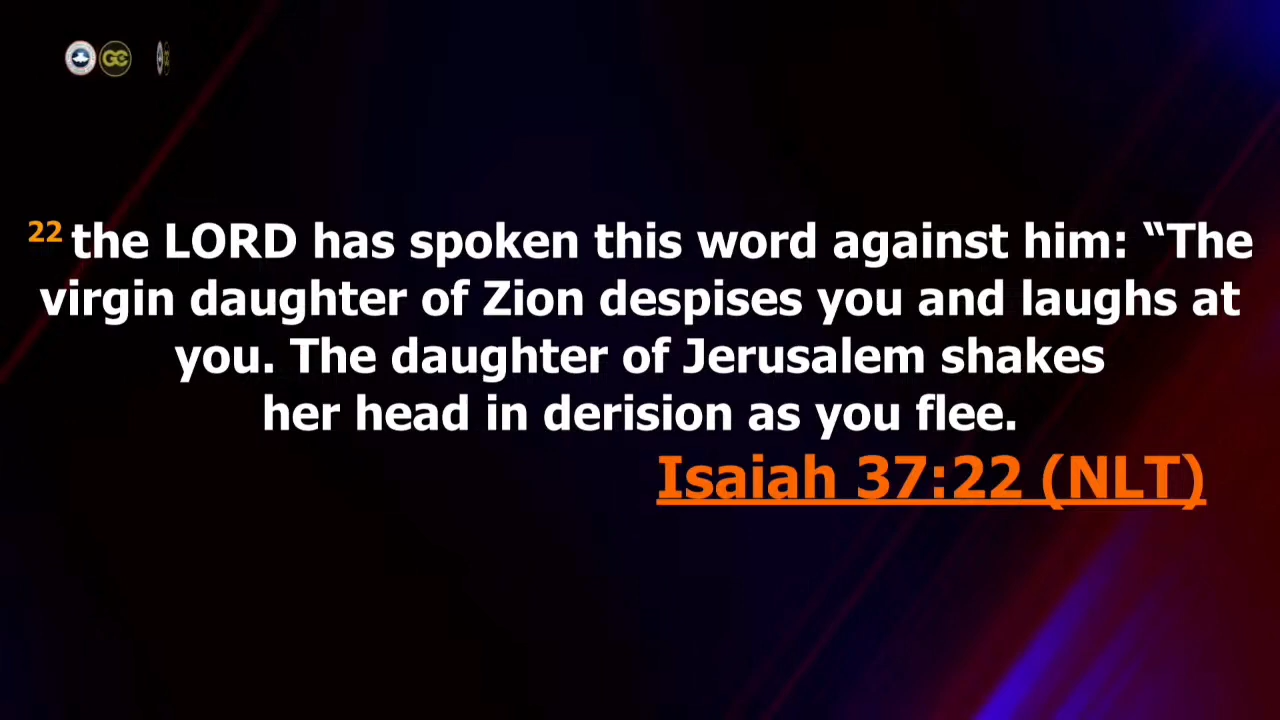 GC
22 the LORD has spoken this word against him: “The
virgin daughter of Zion despises you and laughs at
you. The daughter of Jerusalem shakes
her head in derision as you flee.
Isaiah 37:22 (NLT)